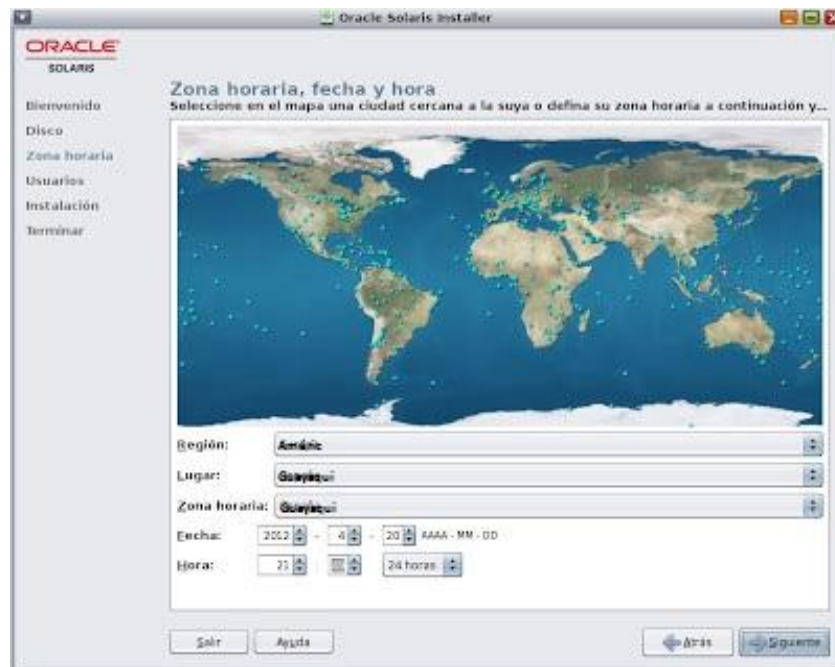 Oracle Solaris Installer
ORACLE
SOLARIS
Bienvenido
Disco
Zona horaria
Usuarios
Instalación
Terminar
Zona horaria, fecha y hora
Seleccione en el mapa una ciudad cercana a la suya o defina su zona horaria a continuación y...
Región:
Lugar:
Zona horaria:
Fecha: 2012 - 4 - 20 AAAA - MM - DD
Hora: 21 24 horas
Salir Ayuda Atrás Siguiente